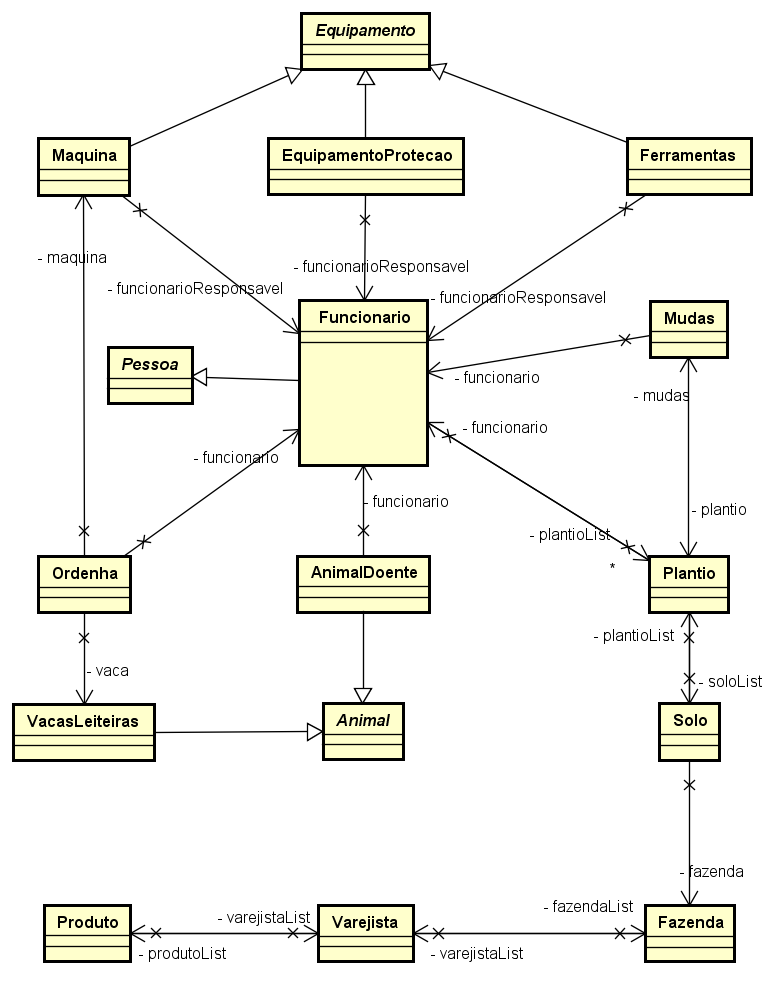 Equipamento
Maquina
EquipamentoProtecao
Ferramentas
- maquina
- funcionarioResponsavel
- funcionarioResponsavel
- funcionarioResponsavel
Funcionario
Mudas
Pessoa
- funcionario
- mudas
- funcionario
- funcionario
- funcionario
- plantio
- plantioList
*
Ordenha
AnimalDoente
Plantio
- plantioList
- vaca
- soloList
VacasLeiteiras
Animal
Solo
- fazenda
- fazendaList
- varejistaList
Produto
Varejista
Fazenda
- produtoList
- varejistaList